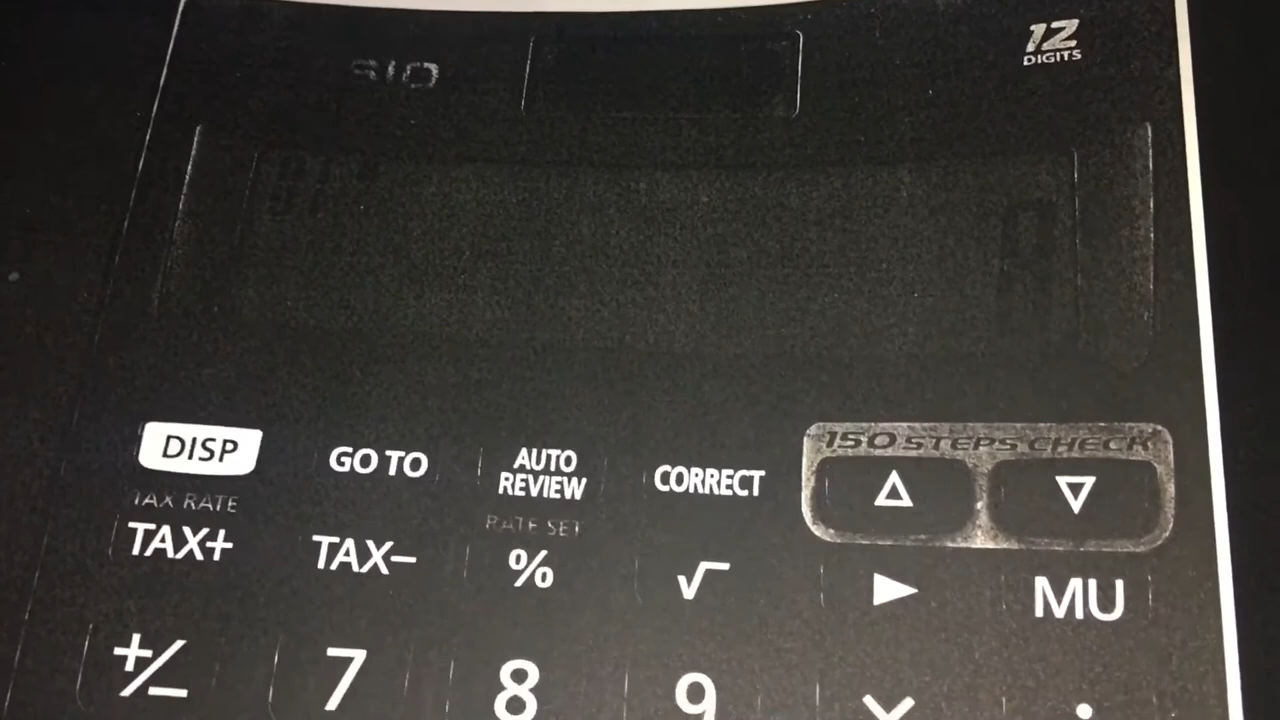 12
DIGITS
DISP
GO TO
AUTO
REVIEW
CORRECT
150 STEPS CHECK
△ ▽
TAX RATE
RATE SET
TAX+ TAX− % √ ▶ MU
+/− 7 8 9 ×